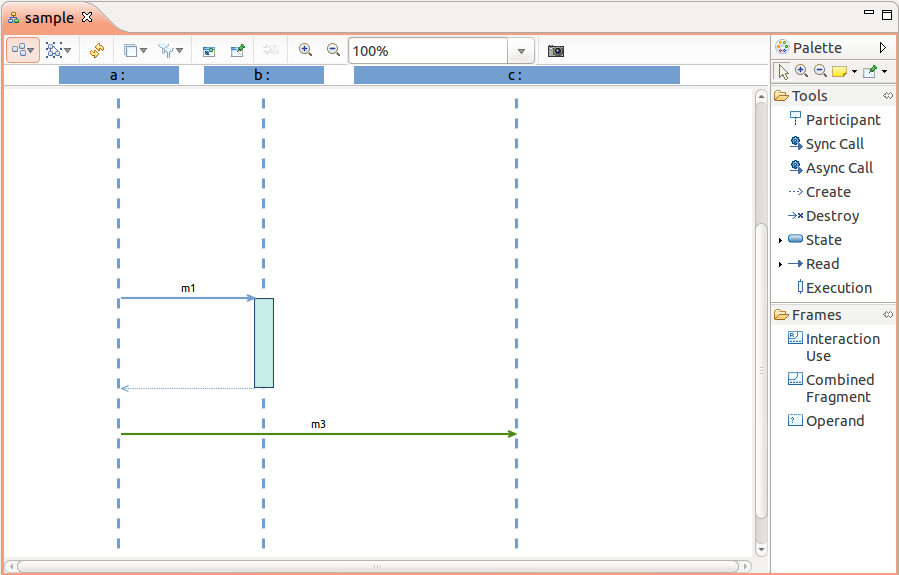 sample
100%
Palette
a : b : c :
Tools
Participant
Sync Call
Async Call
Create
Destroy
State
Read
m1
Execution
Frames
Interaction
Use
Combined
Fragment
Operand
m3